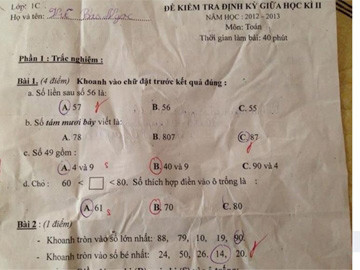 Lớp: 1C
Họ và tên:
ĐỀ KIỂM TRA ĐỊNH KỲ GIỮA HỌC KÌ II
NĂM HỌC : 2012 - 2013
Môn: Toán
Thời gian làm bài: 40 phút
Phần 1 : Trắc nghiệm :
Bài 1. (4 điểm) Khoanh vào chữ đặt trước kết quả đúng :
a. Số liền sau số 56 là:
A. 57 B. 56 C. 55
b. Số tám mươi bảy viết là:
A. 78 B. 807 C. 87
c. Số 49 gồm :
A. 4 và 9 s B. 40 và 9 C. 90 và 4
d. Cho : 60 < □ < 80. Số thích hợp điền vào ô trống là :
A. 61 s B. 70 C. 80
Bài 2 : (1 điểm)
- Khoanh tròn vào số lớn nhất: 88, 79, 10, 19, 90.
- Khoanh tròn vào số bé nhất: 24, 50, 26, 14, 20.